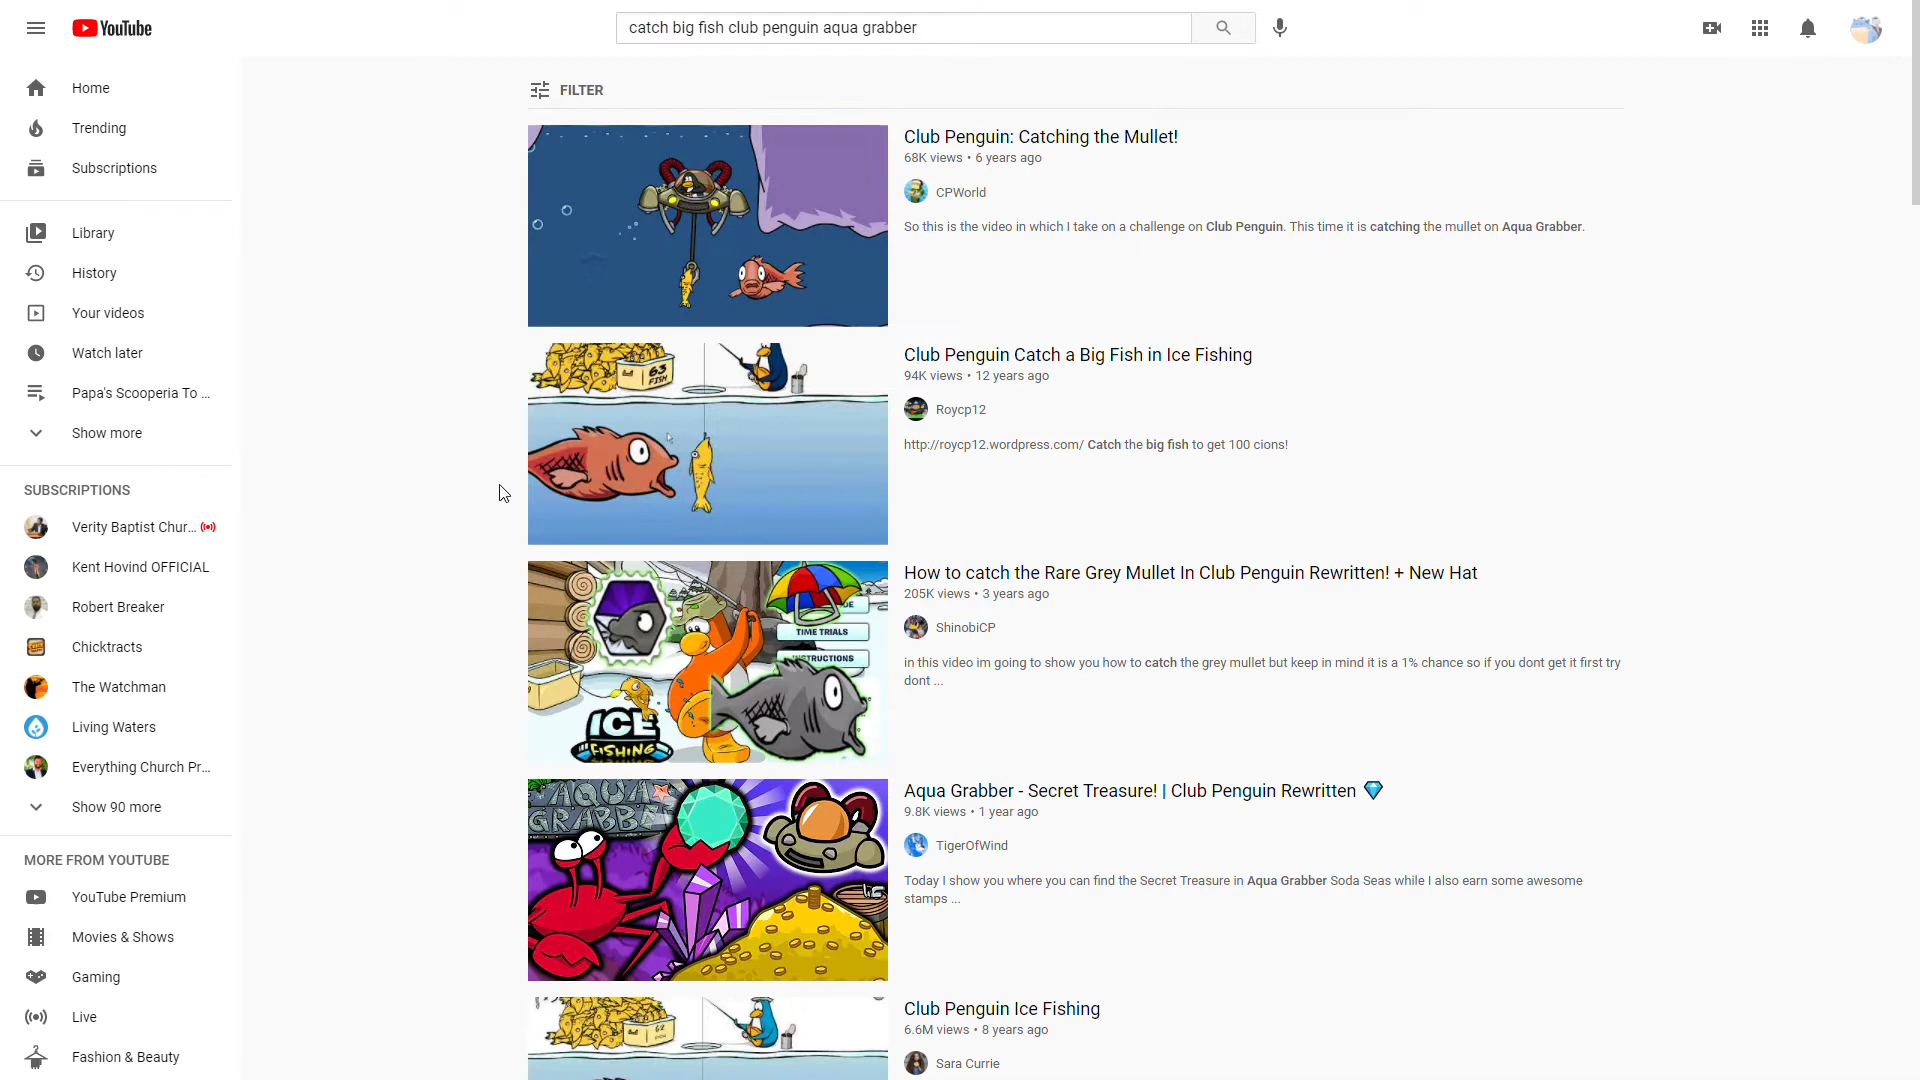 YouTube
catch big fish club penguin aqua grabber
Home
Trending
Subscriptions
Library
History
Your videos
Watch later
Papa's Scooperia To ...
Show more
SUBSCRIPTIONS
Verity Baptist Chur...
Kent Hovind OFFICIAL
Robert Breaker
Chicktracts
The Watchman
Living Waters
Everything Church Pr...
Show 90 more
MORE FROM YOUTUBE
YouTube Premium
Movies & Shows
Gaming
Live
Fashion & Beauty
FILTER
Club Penguin: Catching the Mullet!
68K views • 6 years ago
CPWorld
So this is the video in which I take on a challenge on Club Penguin. This time it is catching the mullet on Aqua Grabber.
63
FISH
Club Penguin Catch a Big Fish in Ice Fishing
94K views • 12 years ago
Roycp12
http://roycp12.wordpress.com/ Catch the big fish to get 100 cions!
TIME TRIALS
INSTRUCTIONS
ICE
FISHING
How to catch the Rare Grey Mullet In Club Penguin Rewritten! + New Hat
205K views • 3 years ago
ShinobiCP
in this video im going to show you how to catch the grey mullet but keep in mind it is a 1% chance so if you dont get it first try
dont ...
AQUA
GRABBE
Aqua Grabber - Secret Treasure! | Club Penguin Rewritten 💎
9.8K views • 1 year ago
TigerOfWind
Today I show you where you can find the Secret Treasure in Aqua Grabber Soda Seas while I also earn some awesome
stamps ...
62
Club Penguin Ice Fishing
6.6M views • 8 years ago
Sara Currie